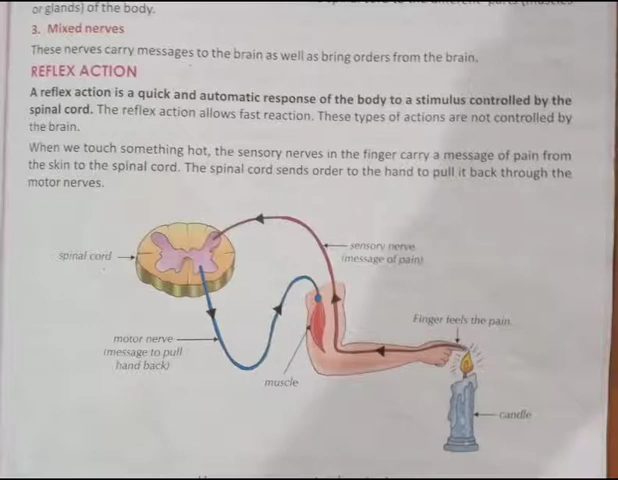 or glands) of the body.
3. Mixed nerves
These nerves carry messages to the brain as well as bring orders from the brain.
REFLEX ACTION
A reflex action is a quick and automatic response of the body to a stimulus controlled by the
spinal cord. The reflex action allows fast reaction. These types of actions are not controlled by
the brain.
When we touch something hot, the sensory nerves in the finger carry a message of pain from
the skin to the spinal cord. The spinal cord sends order to the hand to pull it back through the
motor nerves.
spinal cord
sensory nerve
(message of pain)
Finger feels the pain.
motor nerve
(message to pull
hand back)
muscle
candle